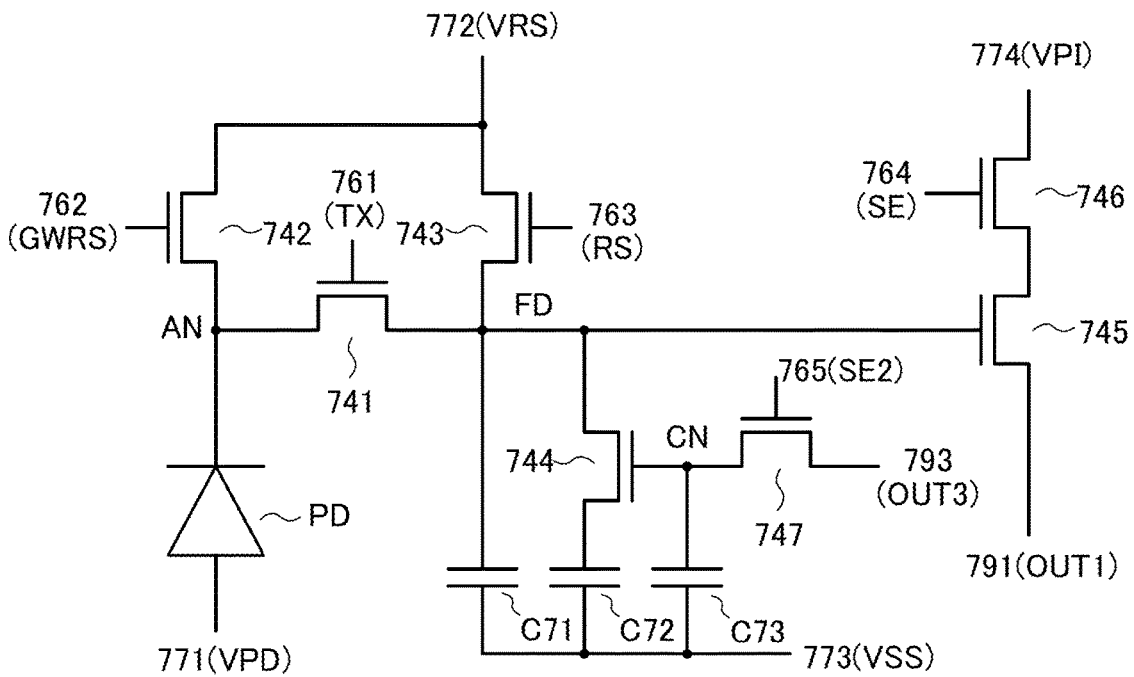 772(VRS)
774(VPI)
762
(GWRS)
742
761
(TX)
743
763
(RS)
764
(SE)
746
AN
FD
745
741
765(SE2)
744
CN
793
(OUT3)
747
PD
791(OUT1)
C71
C72
C73
771(VPD)
773(VSS)